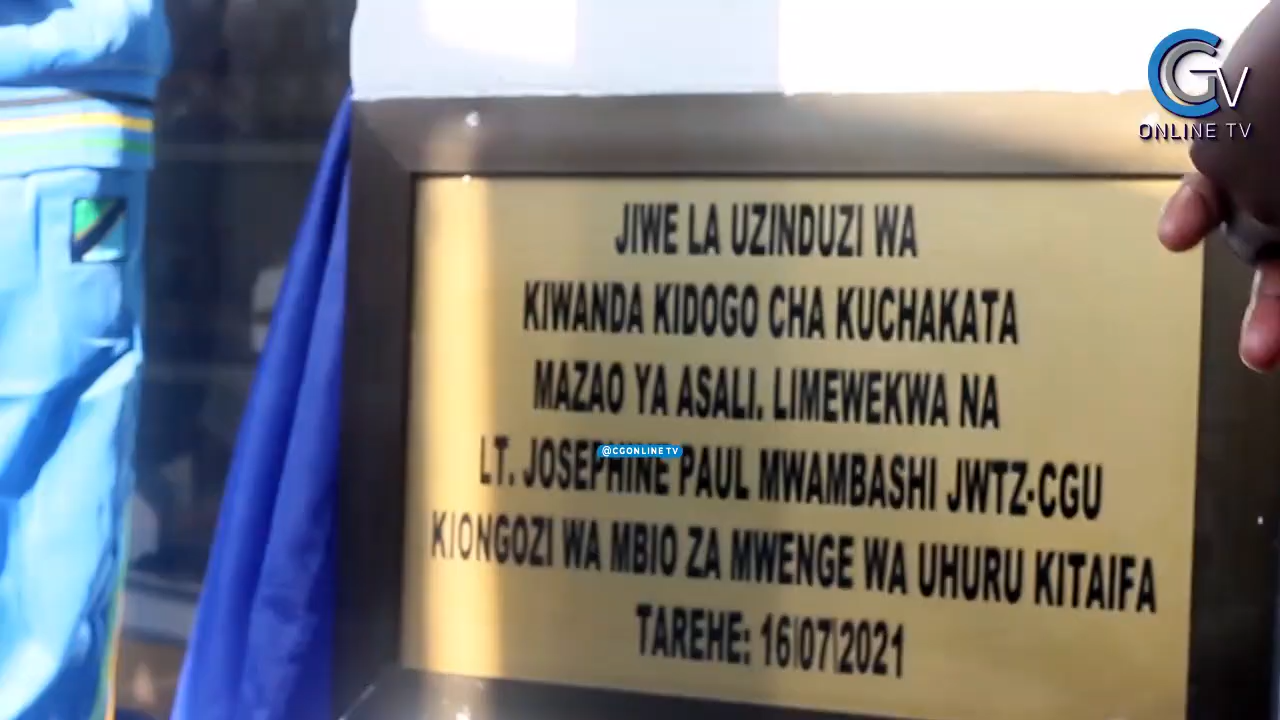 CGV
ONLINE TV
JIWE LA UZINDUZI WA
KIWANDA KIDOGO CHA KUCHAKATA
MAZAO YA ASALI. LIMEWEKWA NA
@CGONLINE TV
LT. JOSEPHINE PAUL MWAMBASHI JWTZ-CGU
KIONGOZI WA MBIO ZA MWENGE WA UHURU KITAIFA
TAREHE: 16|07|2021